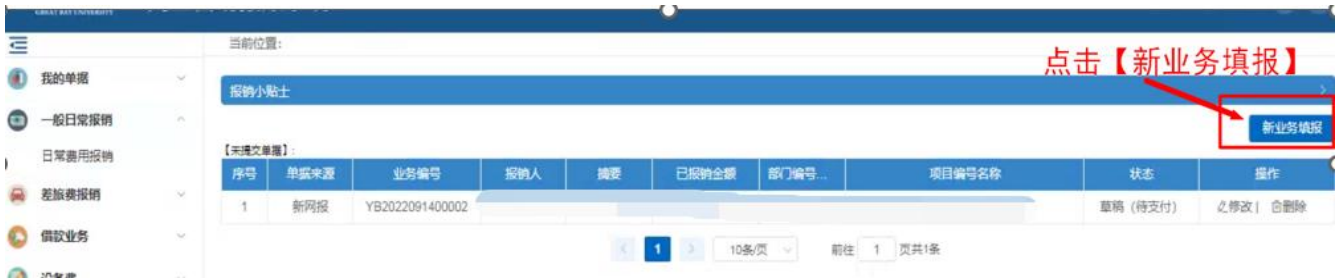 GREAT BAY UNIVERSITY
当前位置:
点击【新业务填报】
我的单据
报销小贴士
一般日常报销
新业务填报
日常费用报销
【未提交单据】:
序号 单据来源 业务编号 报销人 摘要 已报销金额 部门编号... 项目编号名称 状态 操作
差旅费报销
1 新网报 YB2022091400002 草稿（待支付） 修改 | 删除
借款业务
1 10条/页 前往 1 页共1条